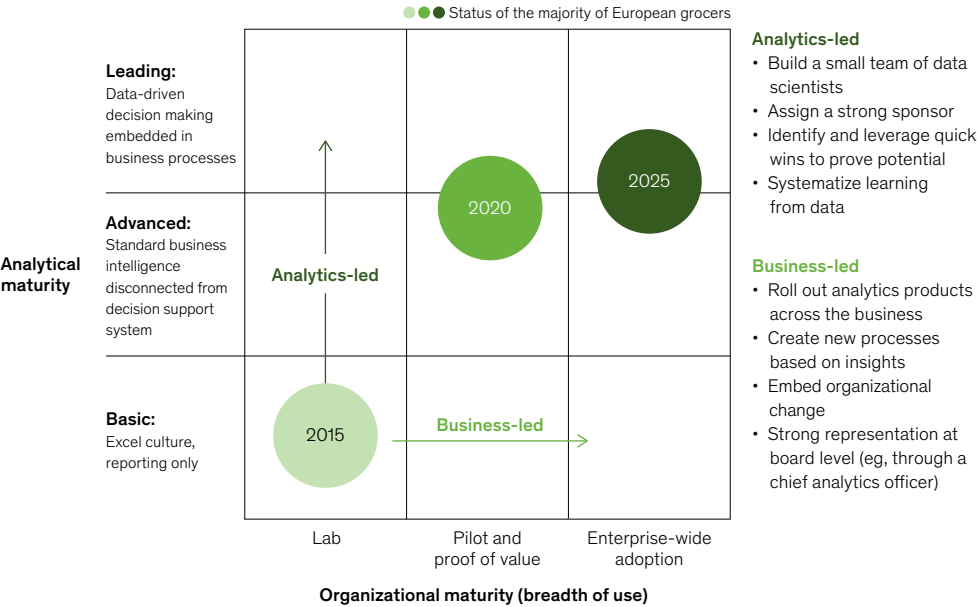 Status of the majority of European grocers
Analytical
maturity
Leading:
Data-driven
decision making
embedded in
business processes
Advanced:
Standard business
intelligence
disconnected from
decision support
system
Basic:
Excel culture,
reporting only
2015
2020
2025
Analytics-led
Business-led
Lab
Pilot and
proof of value
Enterprise-wide
adoption
Organizational maturity (breadth of use)
Analytics-led
• Build a small team of data
scientists
• Assign a strong sponsor
• Identify and leverage quick
wins to prove potential
• Systematize learning
from data
Business-led
• Roll out analytics products
across the business
• Create new processes
based on insights
• Embed organizational
change
• Strong representation at
board level (eg, through a
chief analytics officer)